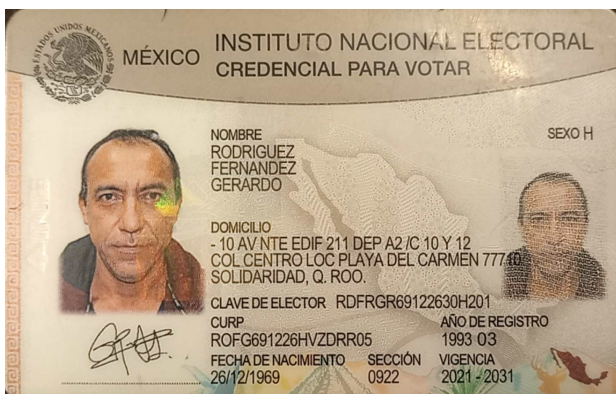 ESTADOS UNIDOS MEXICANOS
MÉXICO
INSTITUTO NACIONAL ELECTORAL
CREDENCIAL PARA VOTAR
NOMBRE
SEXO H
RODRIGUEZ
FERNANDEZ
GERARDO
DOMICILIO
- 10 AV NTE EDIF 211 DEP A2 /C 10 Y 12
COL CENTRO LOC PLAYA DEL CARMEN 77710
SOLIDARIDAD, Q. ROO.
CLAVE DE ELECTOR RDFRGR69122630H201
CURP
AÑO DE REGISTRO
ROFG691226HVZDRR05
1993 03
FECHA DE NACIMIENTO SECCIÓN VIGENCIA
26/12/1969 0922 2021 - 2031